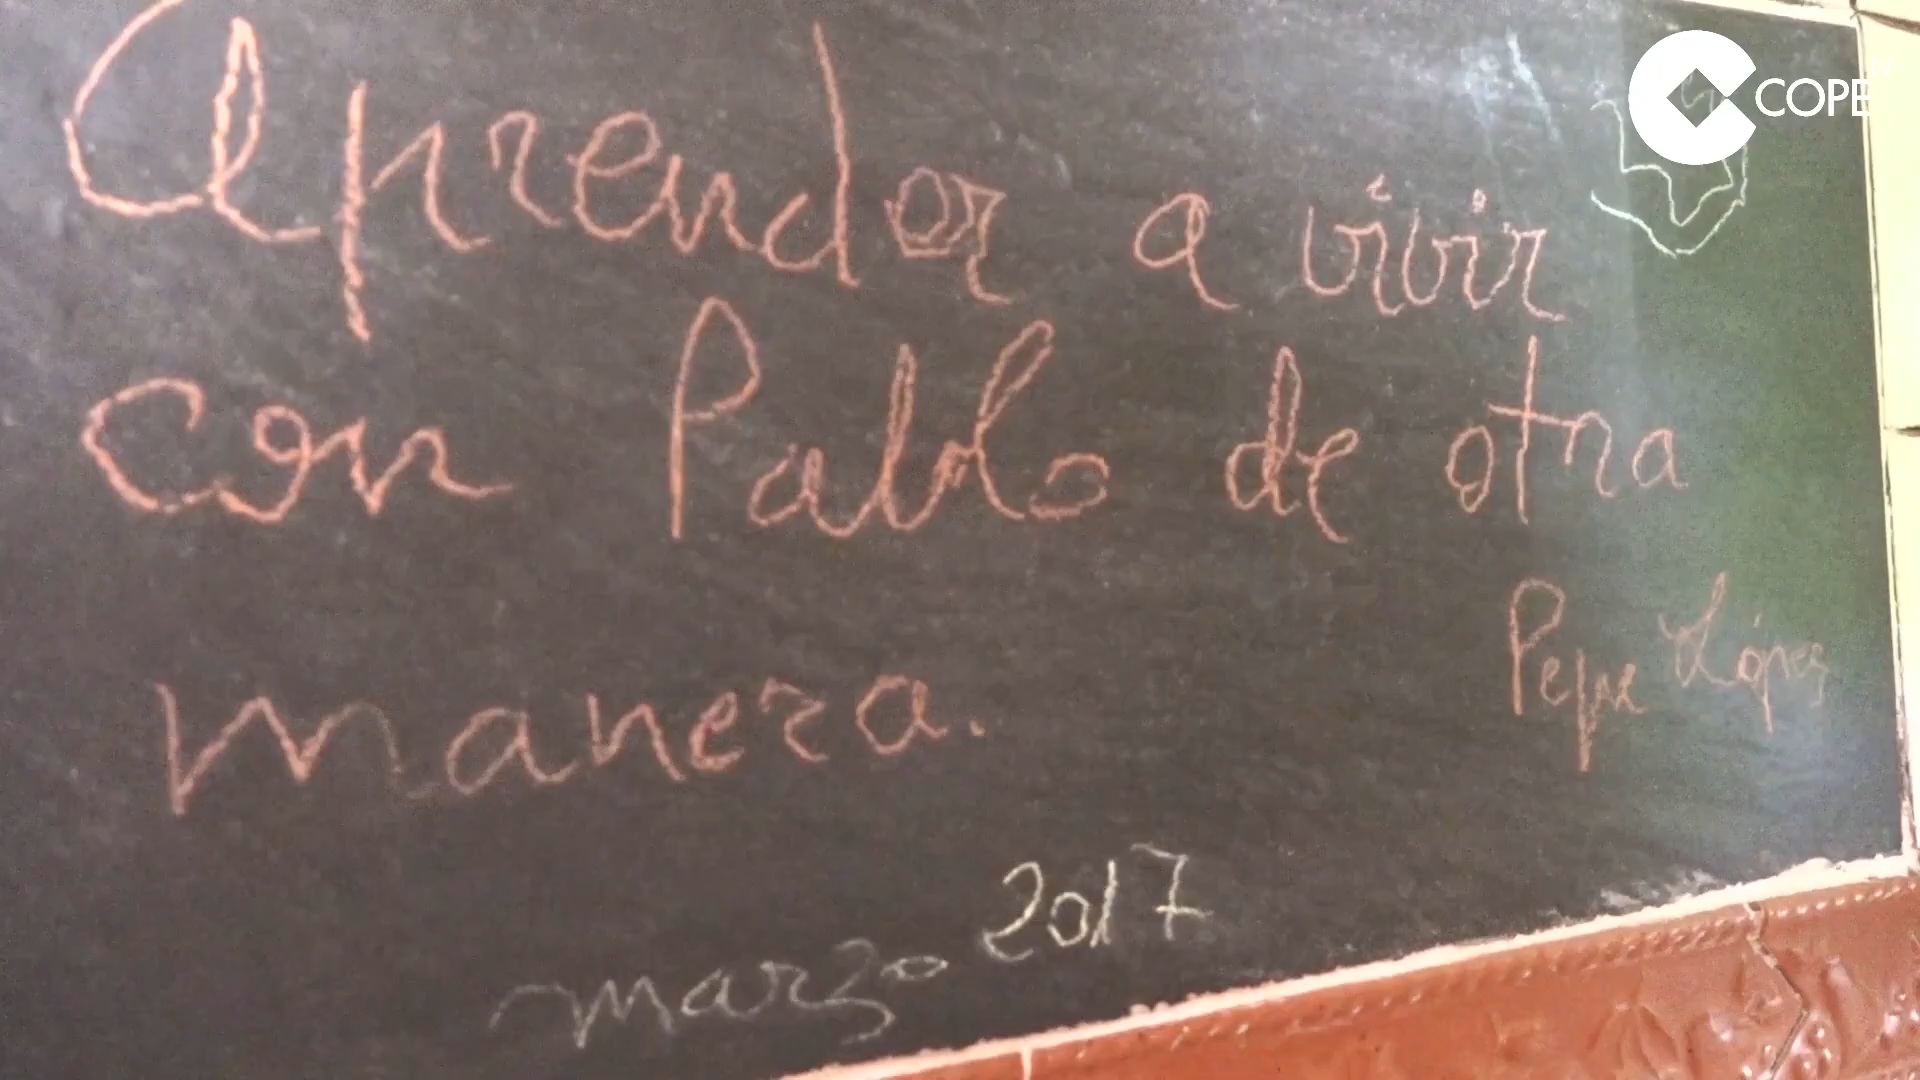 COPE
aprender a vivir
con Pablo de otra
manera.
Pepe López
marzo 2017